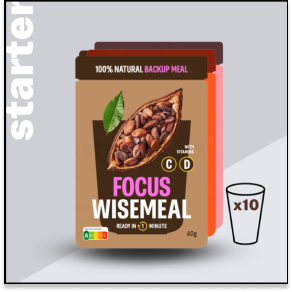 starter
100% NATURAL BACKUP MEAL
WITH
VITAMINS
C D
FOCUS
WISEMEAL
READY IN 1 MINUTE
60g
x10